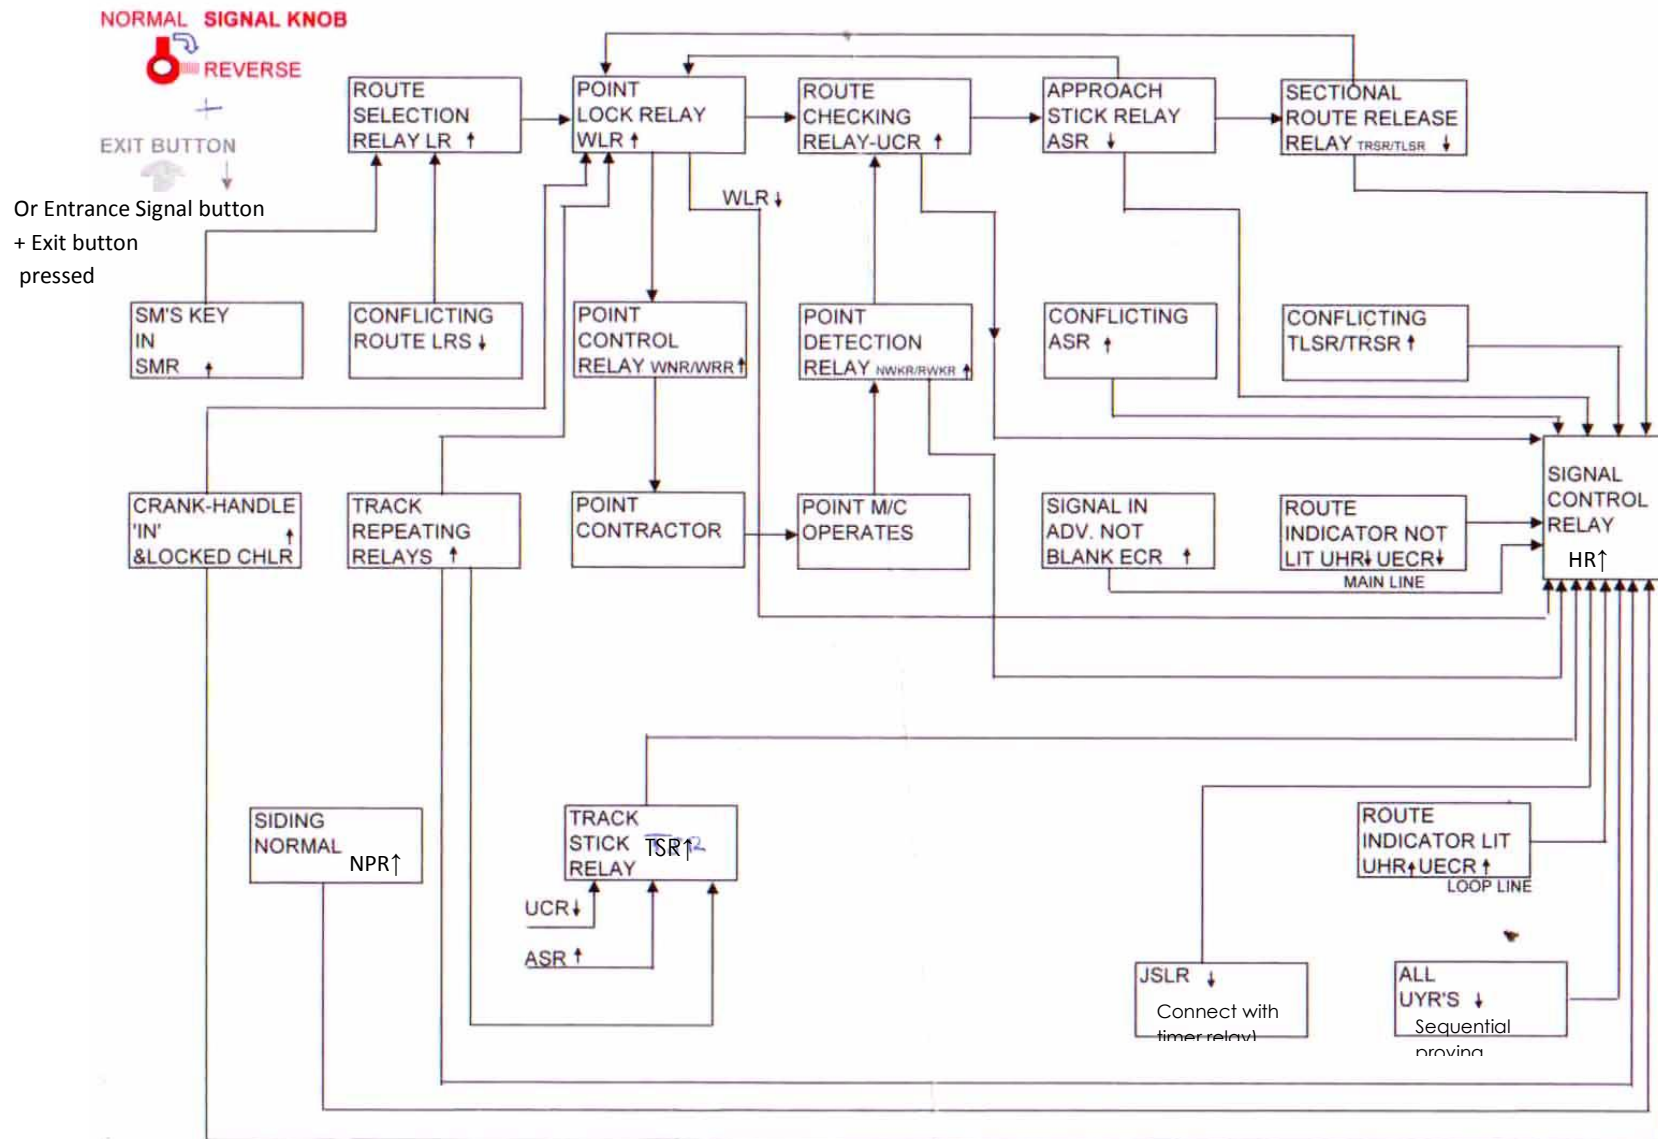 NORMAL SIGNAL KNOB
REVERSE
EXIT BUTTON
Or Entrance Signal button
+ Exit button
pressed
ROUTE
SELECTION
RELAY LR ↑
POINT
LOCK RELAY
WLR ↑
ROUTE
CHECKING
RELAY-UCR ↑
APPROACH
STICK RELAY
ASR ↓
SECTIONAL
ROUTE RELEASE
RELAY TRSR/TLSR ↓
WLR ↓
SM'S KEY
IN
SMR ↑
CONFLICTING
ROUTE LRS ↓
POINT
CONTROL
RELAY WNR/WRR ↑
POINT
DETECTION
RELAY NWKR/RWKR ↑
CONFLICTING
ASR ↑
CONFLICTING
TLSR/TRSR ↑
CRANK-HANDLE
'IN' ↑
&LOCKED CHLR
TRACK
REPEATING
RELAYS ↑
POINT
CONTRACTOR
POINT M/C
OPERATES
SIGNAL IN
ADV. NOT
BLANK ECR ↑
ROUTE
INDICATOR NOT
LIT UHR↓ UECR↓
MAIN LINE
SIGNAL
CONTROL
RELAY
HR↑
SIDING
NORMAL
NPR↑
TRACK
STICK TSR↑
RELAY
UCR↓
ASR ↑
ROUTE
INDICATOR LIT
UHR↑UECR↑
LOOP LINE
JSLR ↓
Connect with
timer relay)
ALL
UYR'S ↓
Sequential
proving